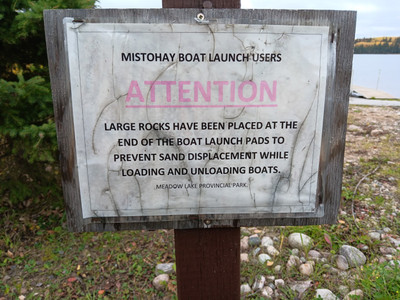 MISTOHAY BOAT LAUNCH USERS
ATTENTION
LARGE ROCKS HAVE BEEN PLACED AT THE
END OF THE BOAT LAUNCH PADS TO
PREVENT SAND DISPLACEMENT WHILE
LOADING AND UNLOADING BOATS.
MEADOW LAKE PROVINCIAL PARK.